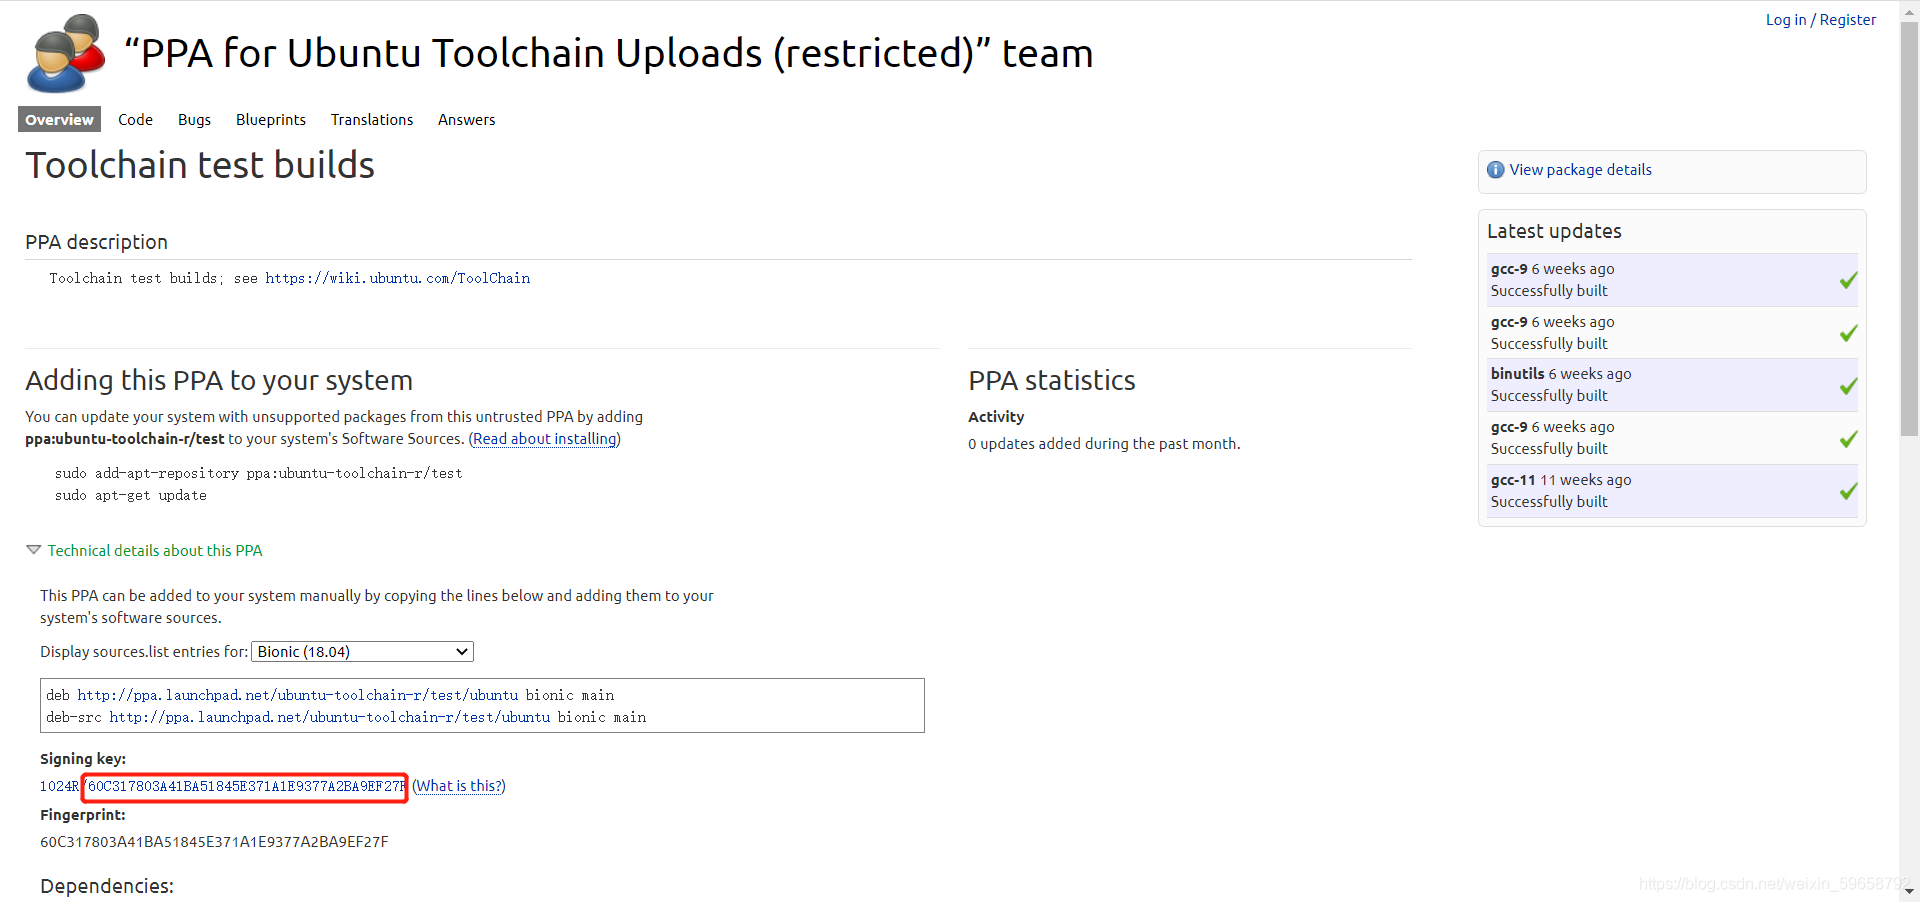 Log in / Register
“PPA for Ubuntu Toolchain Uploads (restricted)” team
Overview Code Bugs Blueprints Translations Answers
Toolchain test builds
PPA description
Toolchain test builds; see https://wiki.ubuntu.com/ToolChain
Adding this PPA to your system
You can update your system with unsupported packages from this untrusted PPA by adding
ppa:ubuntu-toolchain-r/test to your system's Software Sources. (Read about installing)
sudo add-apt-repository ppa:ubuntu-toolchain-r/test
sudo apt-get update
Technical details about this PPA
This PPA can be added to your system manually by copying the lines below and adding them to your
system's software sources.
Display sources.list entries for: Bionic (18.04)
deb http://ppa.launchpad.net/ubuntu-toolchain-r/test/ubuntu bionic main
deb-src http://ppa.launchpad.net/ubuntu-toolchain-r/test/ubuntu bionic main
Signing key:
1024R/60C317803A41BA51845E371A1E9377A2BA9EF27F (What is this?)
Fingerprint:
60C317803A41BA51845E371A1E9377A2BA9EF27F
Dependencies:
PPA statistics
Activity
0 updates added during the past month.
View package details
Latest updates
gcc-9 6 weeks ago
Successfully built
gcc-9 6 weeks ago
Successfully built
binutils 6 weeks ago
Successfully built
gcc-9 6 weeks ago
Successfully built
gcc-11 11 weeks ago
Successfully built
https://blog.csdn.net/weixin_59658792